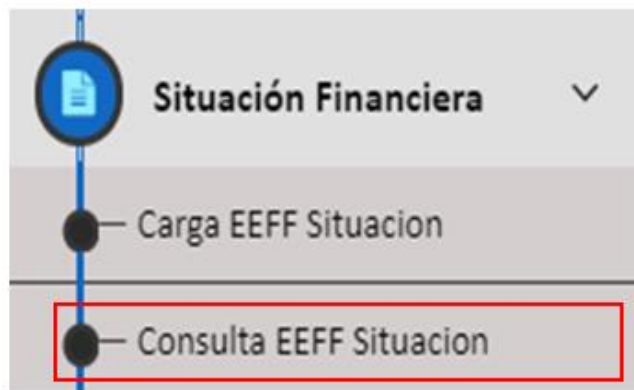 Situación Financiera
Carga EEFF Situacion
Consulta EEFF Situacion